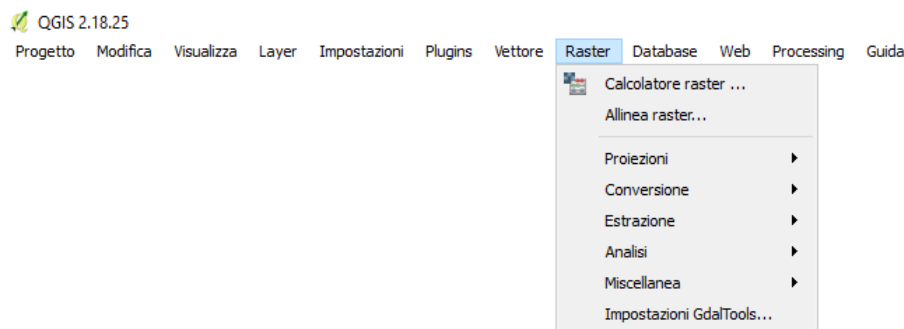 QGIS 2.18.25
Progetto Modifica Visualizza Layer Impostazioni Plugins Vettore Raster Database Web Processing Guida
Calcolatore raster ...
Allinea raster...
Proiezioni
Conversione
Estrazione
Analisi
Miscellanea
Impostazioni GdalTools...